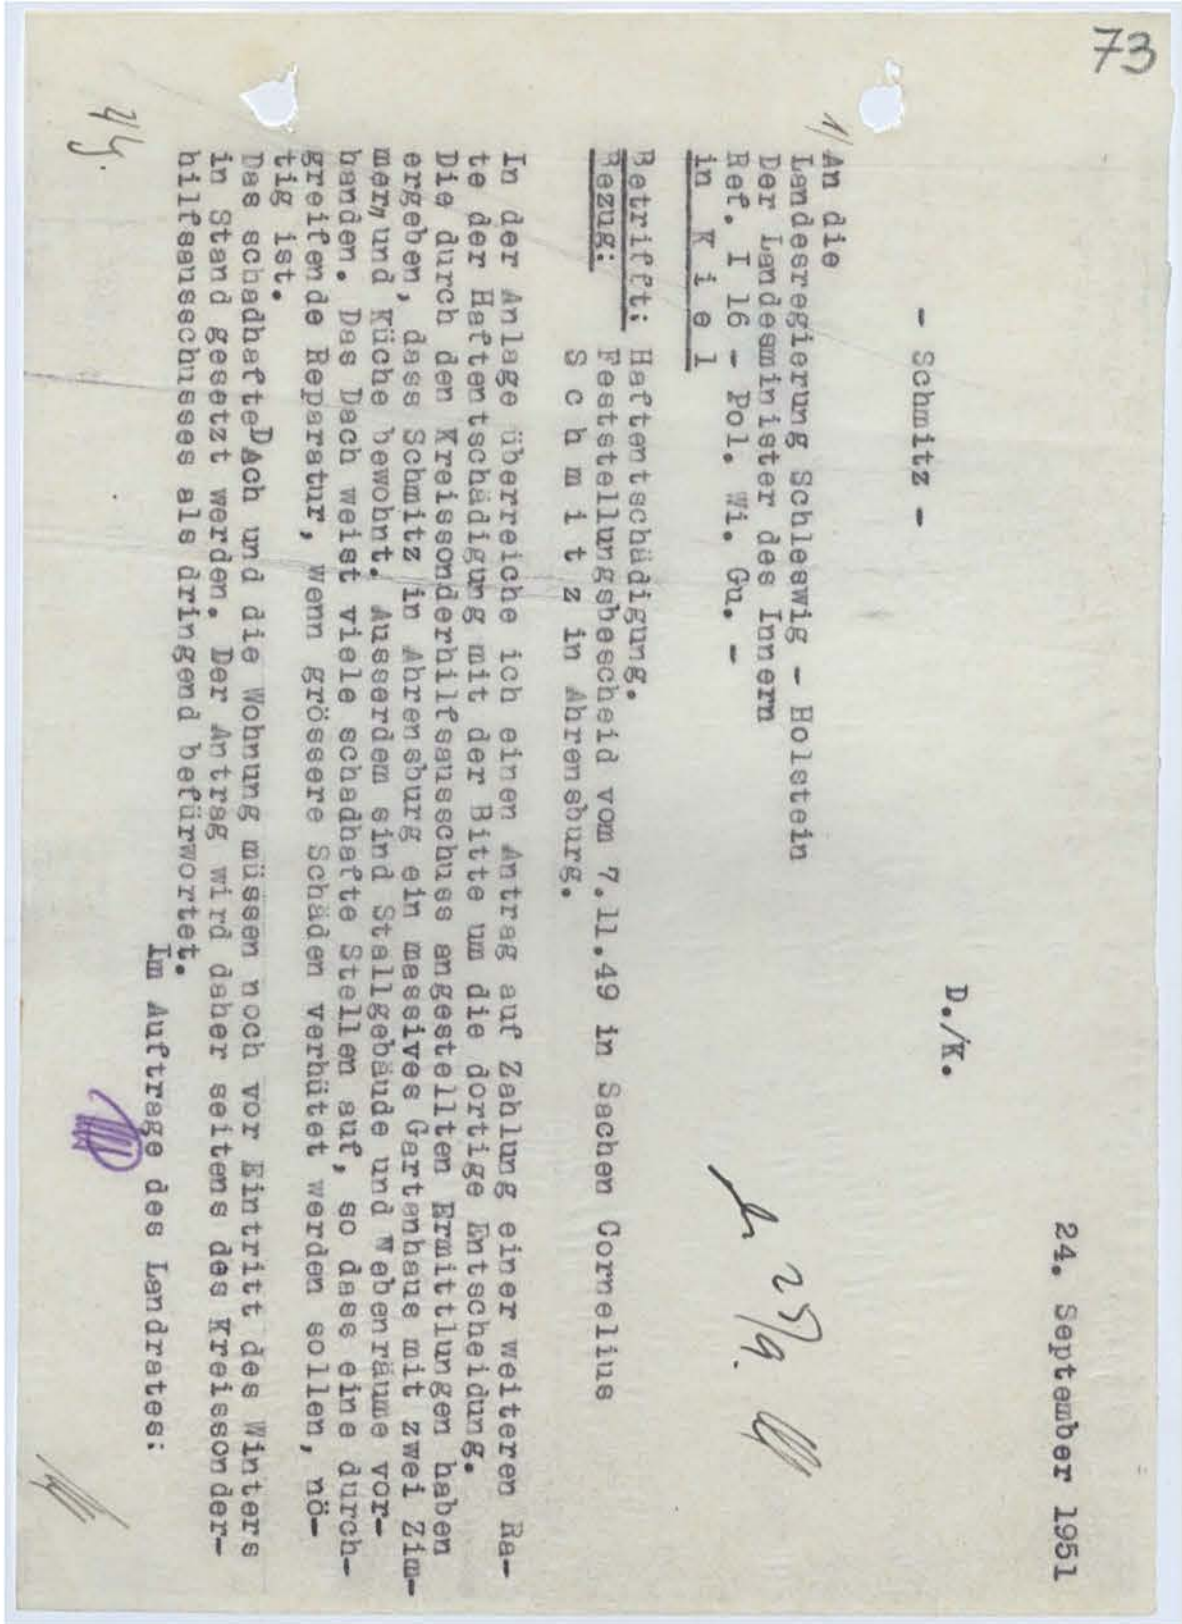 73
24. September 1951
- Schmitz -
D./K.
1/ An die
Landesregierung Schleswig - Holstein
Der Landesminister des Innern
Ref. I 16 - Pol. Wi. Gu. -
in K i e l
Betrifft: Haftentschädigung.
Bezug: Feststellungsbescheid vom 7.11.49 in Sachen Cornelius
S c h m i t z in Ahrensburg.
In der Anlage überreiche ich einen Antrag auf Zahlung einer weiteren Ra-
te der Haftentschädigung mit der Bitte um die dortige Entscheidung.
Die durch den Kreissonderhilfsausschuss angestellten Ermittlungen haben
ergeben, dass Schmitz in Ahrensburg ein massives Gartenhaus mit zwei Zim-
mern und Küche bewohnt. Ausserdem sind Stallgebäude und Nebenräume vor-
handen. Das Dach weist viele schadhafte Stellen auf, so dass eine durch-
greifende Reparatur, wenn grössere Schäden verhütet werden sollen, nö-
tig ist.
Das schadhafte Dach und die Wohnung müssen noch vor Eintritt des Winters
in Stand gesetzt werden. Der Antrag wird daher seitens des Kreissonder-
hilfsausschusses als dringend befürwortet.
Im Auftrage des Landrates: